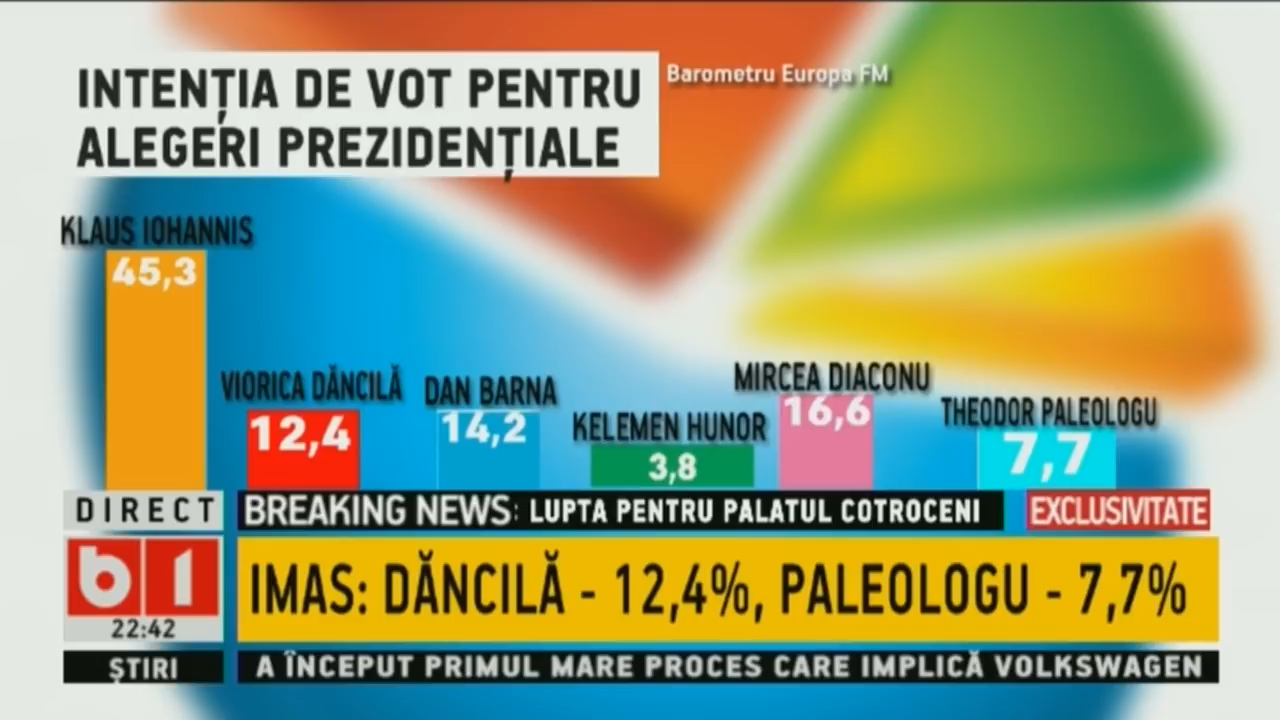 INTENȚIA DE VOT PENTRU
ALEGERI PREZIDENȚIALE
Barometru Europa FM
KLAUS IOHANNIS
45,3
VIORICA DĂNCILĂ
12,4
DAN BARNA
14,2
KELEMEN HUNOR
3,8
MIRCEA DIACONU
16,6
THEODOR PALEOLOGU
7,7
DIRECT
BREAKING NEWS: LUPTA PENTRU PALATUL COTROCENI
EXCLUSIVITATE
b1
IMAS: DĂNCILĂ - 12,4%, PALEOLOGU - 7,7%
22:42
ȘTIRI
A ÎNCEPUT PRIMUL MARE PROCES CARE IMPLICĂ VOLKSWAGEN